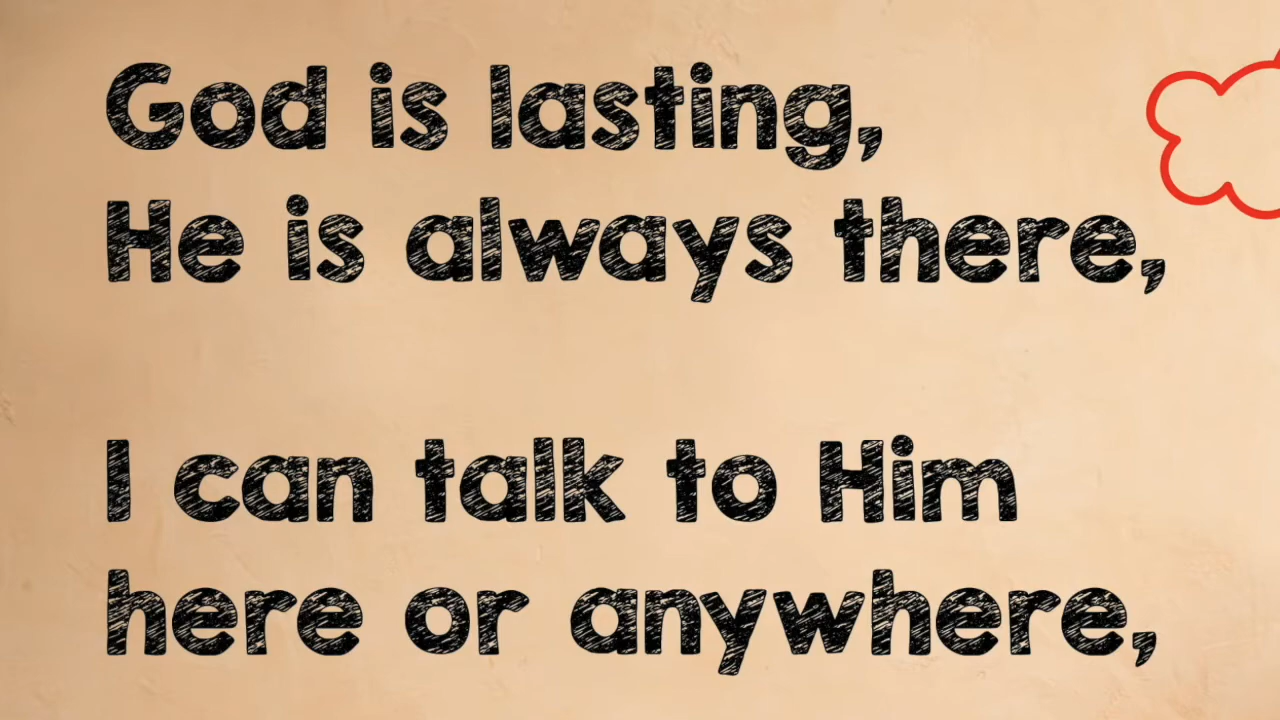 God is lasting,
He is always there,
I can talk to Him
here or anywhere,